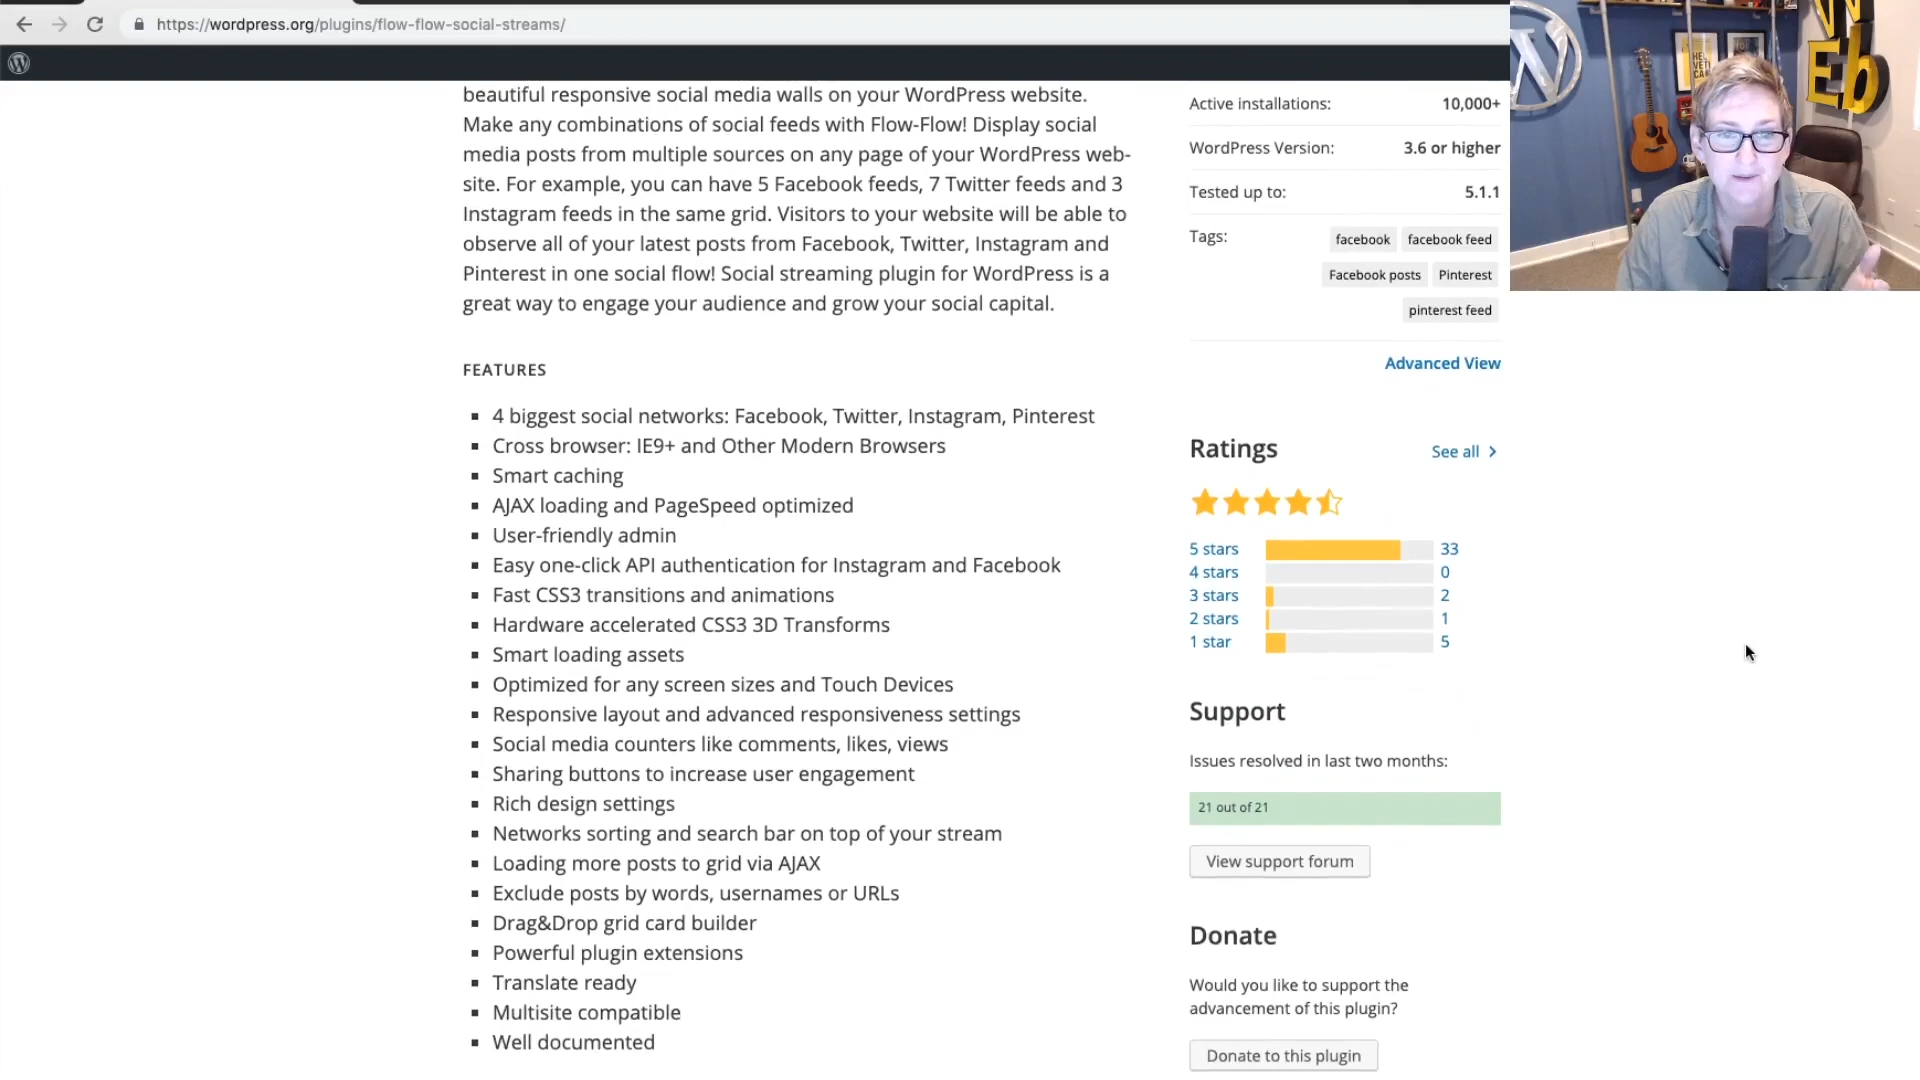 https://wordpress.org/plugins/flow-flow-social-streams/
beautiful responsive social media walls on your WordPress website.
Make any combinations of social feeds with Flow-Flow! Display social
media posts from multiple sources on any page of your WordPress web-
site. For example, you can have 5 Facebook feeds, 7 Twitter feeds and 3
Instagram feeds in the same grid. Visitors to your website will be able to
observe all of your latest posts from Facebook, Twitter, Instagram and
Pinterest in one social flow! Social streaming plugin for WordPress is a
great way to engage your audience and grow your social capital.
FEATURES
4 biggest social networks: Facebook, Twitter, Instagram, Pinterest
Cross browser: IE9+ and Other Modern Browsers
Smart caching
AJAX loading and PageSpeed optimized
User-friendly admin
Easy one-click API authentication for Instagram and Facebook
Fast CSS3 transitions and animations
Hardware accelerated CSS3 3D Transforms
Smart loading assets
Optimized for any screen sizes and Touch Devices
Responsive layout and advanced responsiveness settings
Social media counters like comments, likes, views
Sharing buttons to increase user engagement
Rich design settings
Networks sorting and search bar on top of your stream
Loading more posts to grid via AJAX
Exclude posts by words, usernames or URLs
Drag&Drop grid card builder
Powerful plugin extensions
Translate ready
Multisite compatible
Well documented
Active installations: 10,000+
WordPress Version: 3.6 or higher
Tested up to: 5.1.1
Tags: facebook facebook feed
Facebook posts Pinterest
pinterest feed
Advanced View
Ratings See all
5 stars 33
4 stars 0
3 stars 2
2 stars 1
1 star 5
Support
Issues resolved in last two months:
21 out of 21
View support forum
Donate
Would you like to support the
advancement of this plugin?
Donate to this plugin
W
Eb